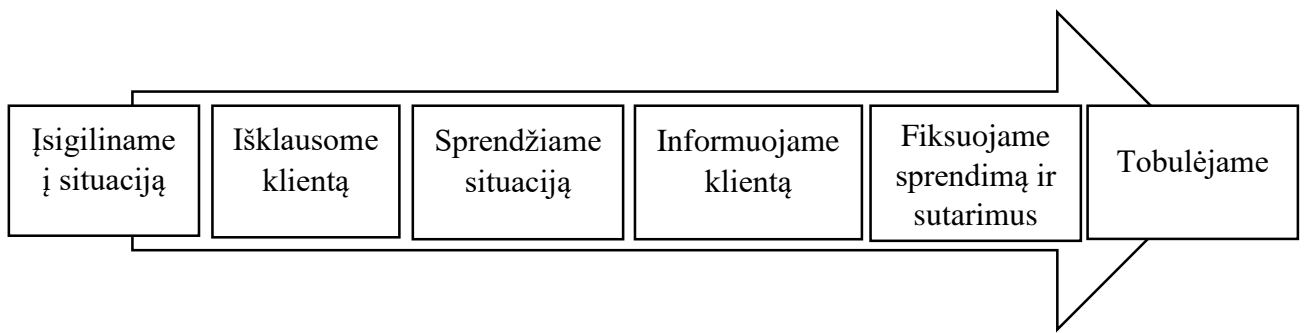 Įsigiliname
į situaciją
Išklausome
klientą
Sprendžiame
situaciją
Informuojame
klientą
Fiksuojame
sprendimą ir
sutarimus
Tobulėjame